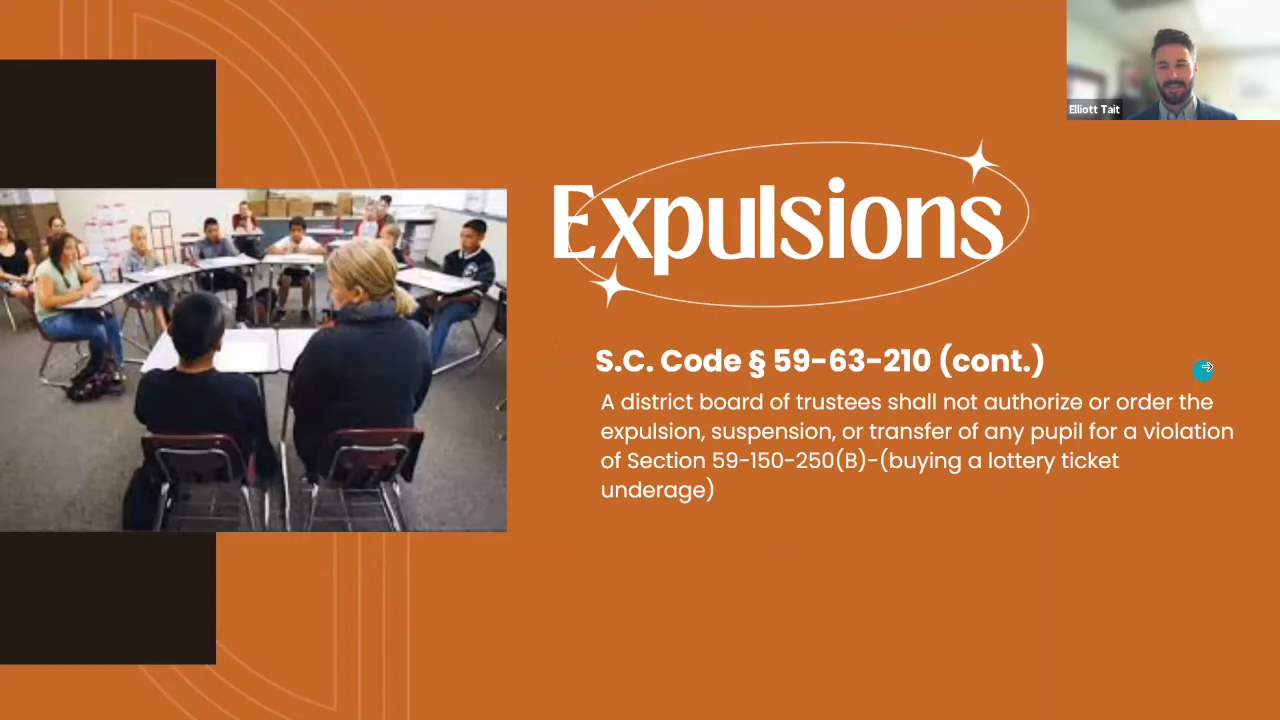 Elliott Tait
Expulsions
S.C. Code § 59-63-210 (cont.)
A district board of trustees shall not authorize or order the
expulsion, suspension, or transfer of any pupil for a violation
of Section 59-150-250(B)-(buying a lottery ticket
underage)